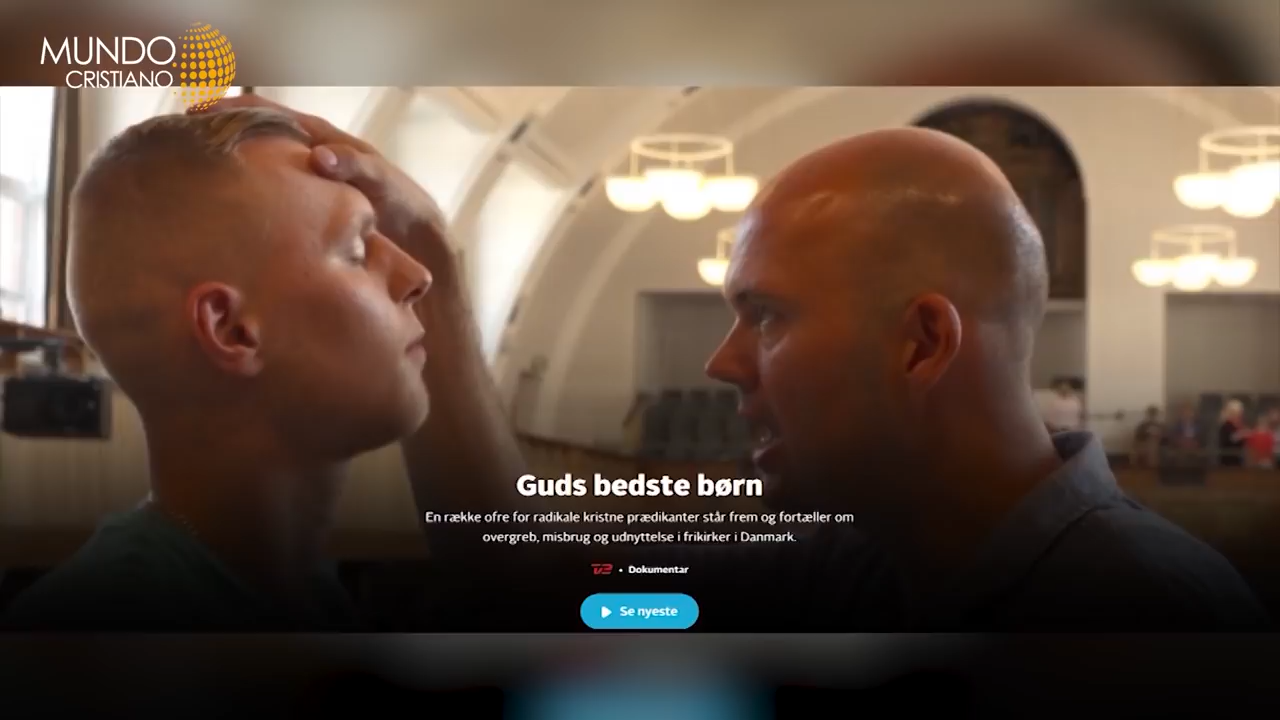 MUNDO
CRISTIANO
Guds bedste børn
En række ofre for radikale kristne prædikanter står frem og fortæller om
overgreb, misbrug og udnyttelse i frikirker i Danmark.
TV2 • Dokumentar
Se nyeste